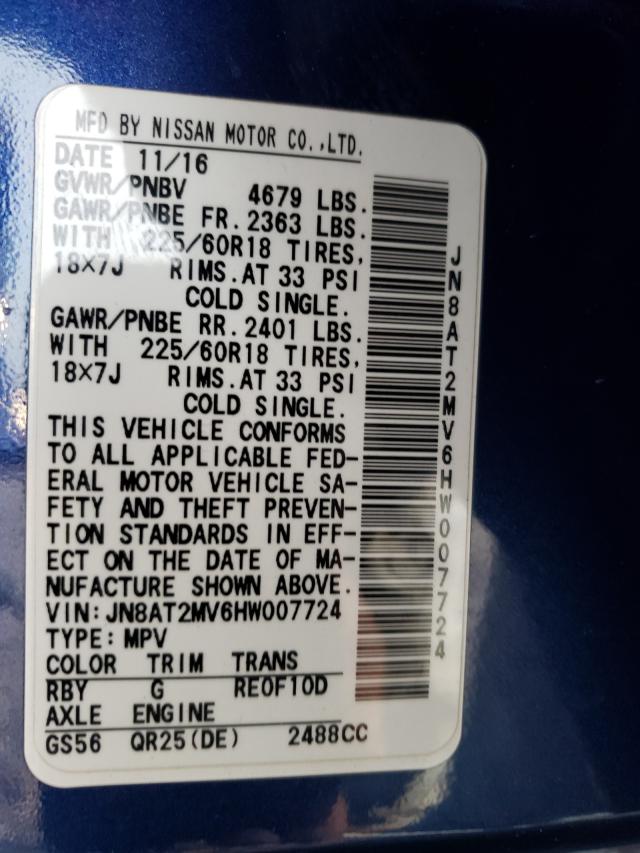 MFD BY NISSAN MOTOR CO.,LTD.
DATE 11/16
GVWR/PNBV 4679 LBS.
GAWR/PNBE FR. 2363 LBS.
WITH 225/60R18 TIRES,
18X7J RIMS. AT 33 PSI
COLD SINGLE.
GAWR/PNBE RR. 2401 LBS.
WITH 225/60R18 TIRES,
18X7J RIMS. AT 33 PSI
COLD SINGLE.
THIS VEHICLE CONFORMS
TO ALL APPLICABLE FED-
ERAL MOTOR VEHICLE SA-
FETY AND THEFT PREVEN-
TION STANDARDS IN EFF-
ECT ON THE DATE OF MA-
NUFACTURE SHOWN ABOVE.
VIN: JN8AT2MV6HW007724
TYPE: MPV
COLOR TRIM TRANS
RBY G RE0F10D
AXLE ENGINE
GS56 QR25(DE) 2488CC
JN8AT2MV6HW007724